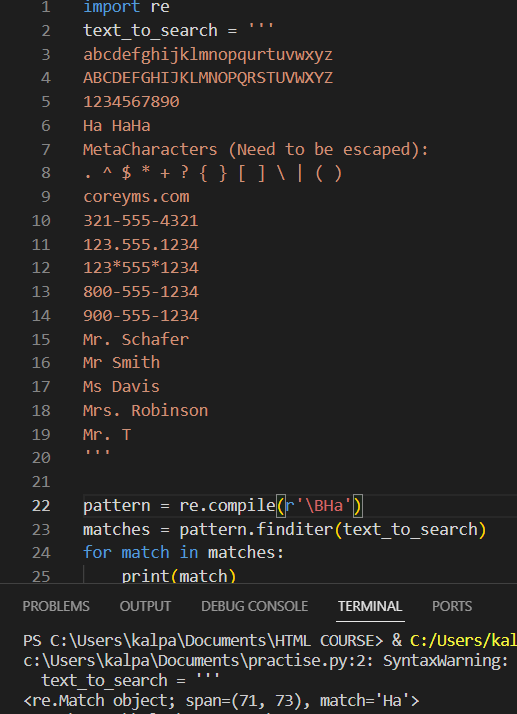 1 import re
2 text_to_search = '''
3 abcdefghijklmnopqurtuvwxyz
4 ABCDEFGHIJKLMNOPQRSTUVWXYZ
5 1234567890
6 Ha HaHa
7 MetaCharacters (Need to be escaped):
8 . ^ $ * + ? { } [ ] \ | ( )
9 coreyms.com
10 321-555-4321
11 123.555.1234
12 123*555*1234
13 800-555-1234
14 900-555-1234
15 Mr. Schafer
16 Mr Smith
17 Ms Davis
18 Mrs. Robinson
19 Mr. T
20 '''
21
22 pattern = re.compile(r'\BHa')
23 matches = pattern.finditer(text_to_search)
24 for match in matches:
25     print(match)
PROBLEMS OUTPUT DEBUG CONSOLE TERMINAL PORTS
PS C:\Users\kalpa\Documents\HTML COURSE> & C:/Users/kal
c:\Users\kalpa\Documents\practise.py:2: SyntaxWarning:
  text_to_search = '''
<re.Match object; span=(71, 73), match='Ha'>